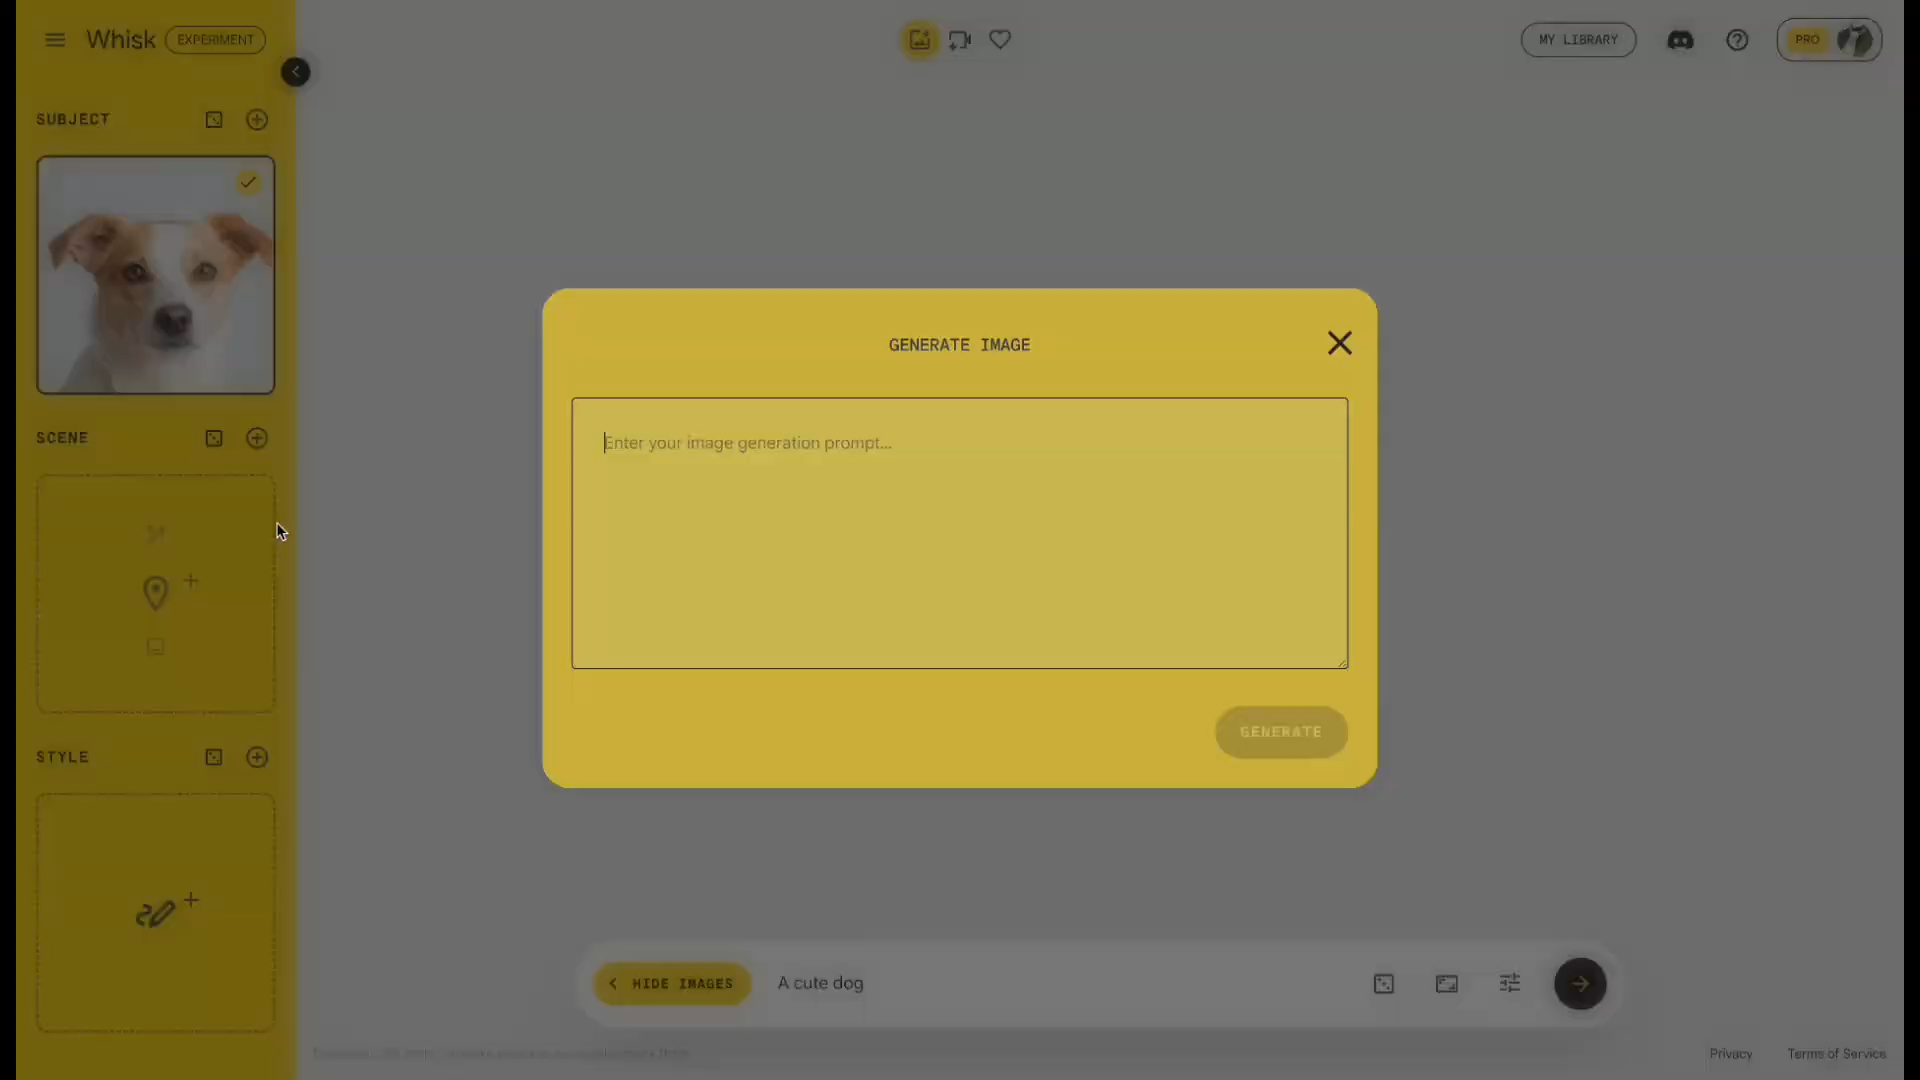 Whisk EXPERIMENT
MY LIBRARY
PRO
SUBJECT
SCENE
STYLE
GENERATE IMAGE
Enter your image generation prompt...
GENERATE
HIDE IMAGES
A cute dog
Privacy
Terms of Service